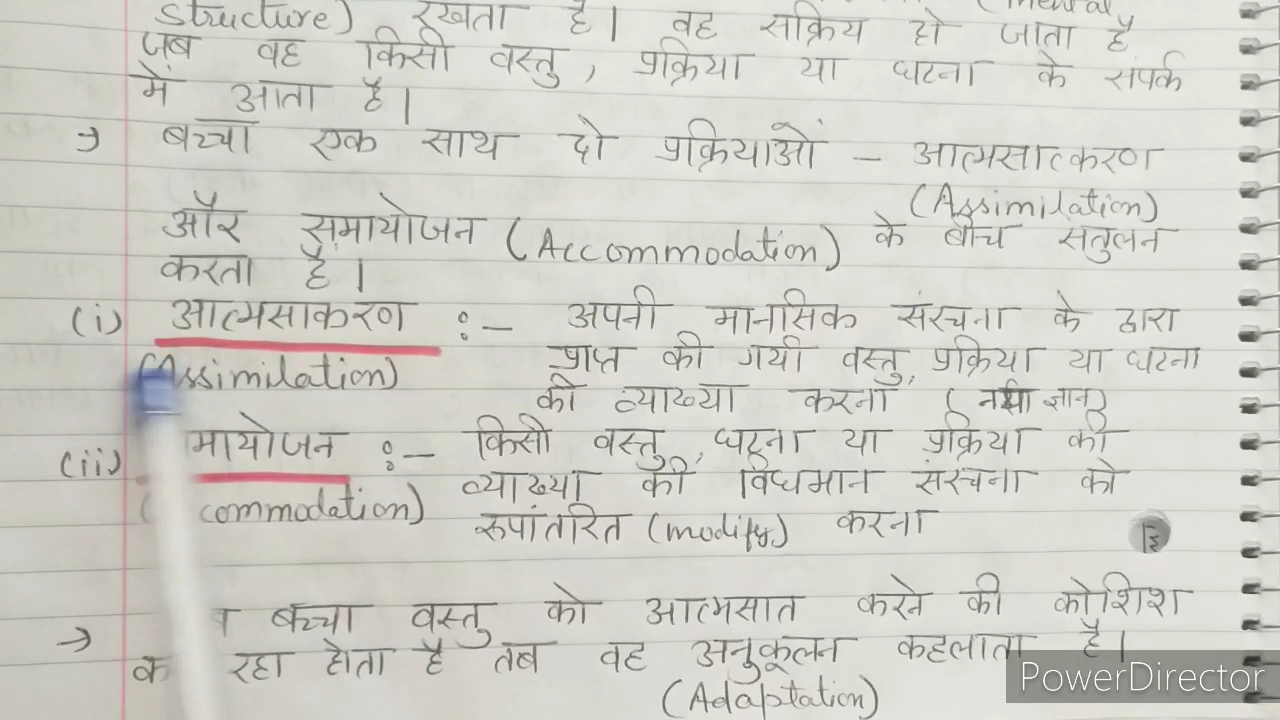 structure) रखता है। वह सक्रिय हो जाता है
जब वह किसी वस्तु, प्रक्रिया या घटना के संपर्क
में आता है।
→ बच्चा एक साथ दो प्रक्रियाओं – आत्मसात्करण
(Assimilation)
और समायोजन (Accommodation) के बीच संतुलन
करता है।
(i) आत्मसाकरण :- अपनी मानसिक संरचना के द्वारा
(Assimilation) प्राप्त की गयी वस्तु, प्रक्रिया या घटना
की व्याख्या करना (नया ज्ञान)
(ii) मायोजन :- किसी वस्तु, घटना या प्रक्रिया की
व्याख्या की विधमान संरचना को
commodation)
रूपांतरित (modify) करना
→ बच्चा वस्तु को आत्मसात करने की कोशिश
रहा होता है तब वह अनुकूलन कहलाता है।
(Adaptation)
PowerDirector